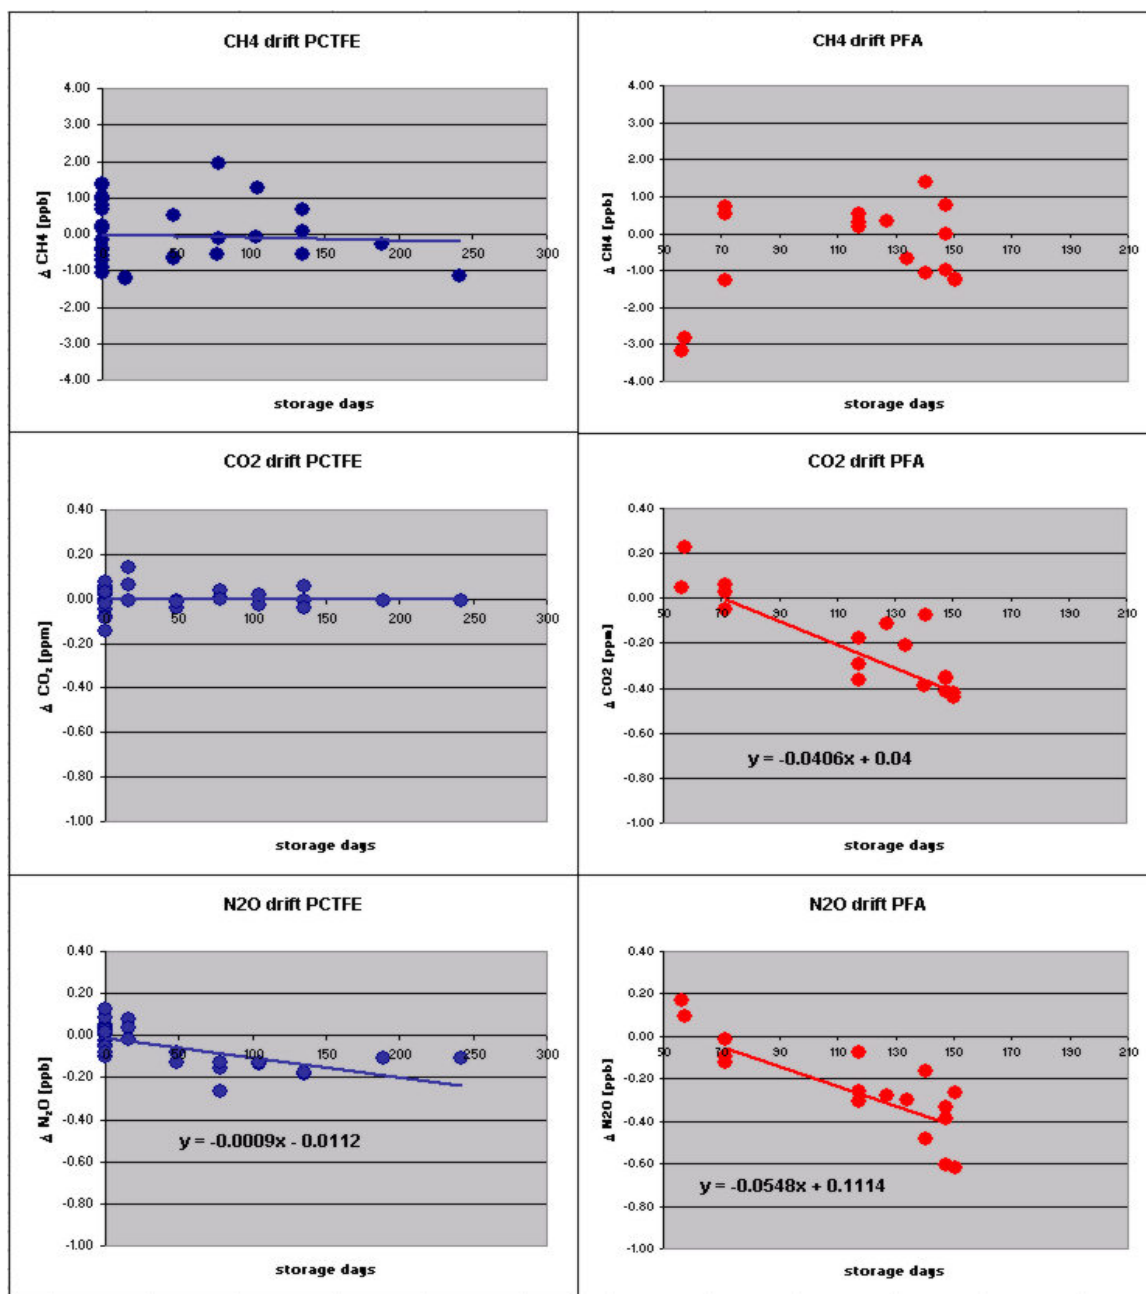 CH4 drift PCTFE
4.00
3.00
2.00
1.00
0.00
-1.00
-2.00
-3.00
-4.00
0 50 100 150 200 250 300
Δ CH4 [ppb]
storage days
CH4 drift PFA
4.00
3.00
2.00
1.00
0.00
-1.00
-2.00
-3.00
-4.00
50 70 90 110 130 150 170 190 210
Δ CH4 [ppb]
storage days
CO2 drift PCTFE
0.40
0.20
0.00
-0.20
-0.40
-0.60
-0.80
-1.00
0 50 100 150 200 250 300
Δ CO₂ [ppm]
storage days
CO2 drift PFA
0.40
0.20
0.00
-0.20
-0.40
-0.60
-0.80
-1.00
50 70 90 110 130 150 170 190 210
Δ CO2 [ppm]
y = -0.0406x + 0.04
storage days
N2O drift PCTFE
0.40
0.20
0.00
-0.20
-0.40
-0.60
-0.80
-1.00
0 50 100 150 200 250 300
Δ N₂O [ppb]
y = -0.0009x - 0.0112
storage days
N2O drift PFA
0.40
0.20
0.00
-0.20
-0.40
-0.60
-0.80
-1.00
50 70 90 110 130 150 170 190 210
Δ N2O [ppb]
y = -0.0548x + 0.1114
storage days